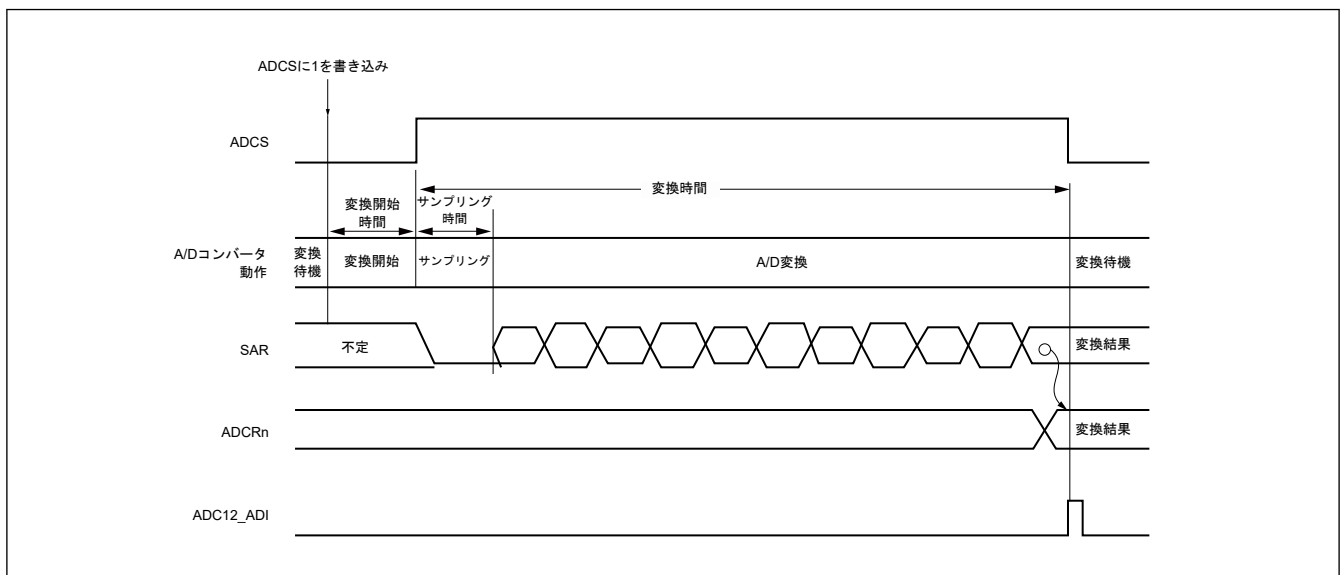 ADCSに1を書き込み
ADCS
変換時間
変換開始
時間
サンプリング
時間
A/Dコンバータ
動作
変換
待機
変換開始
サンプリング
A/D変換
変換待機
SAR
不定
変換結果
ADCRn
変換結果
ADC12_ADI